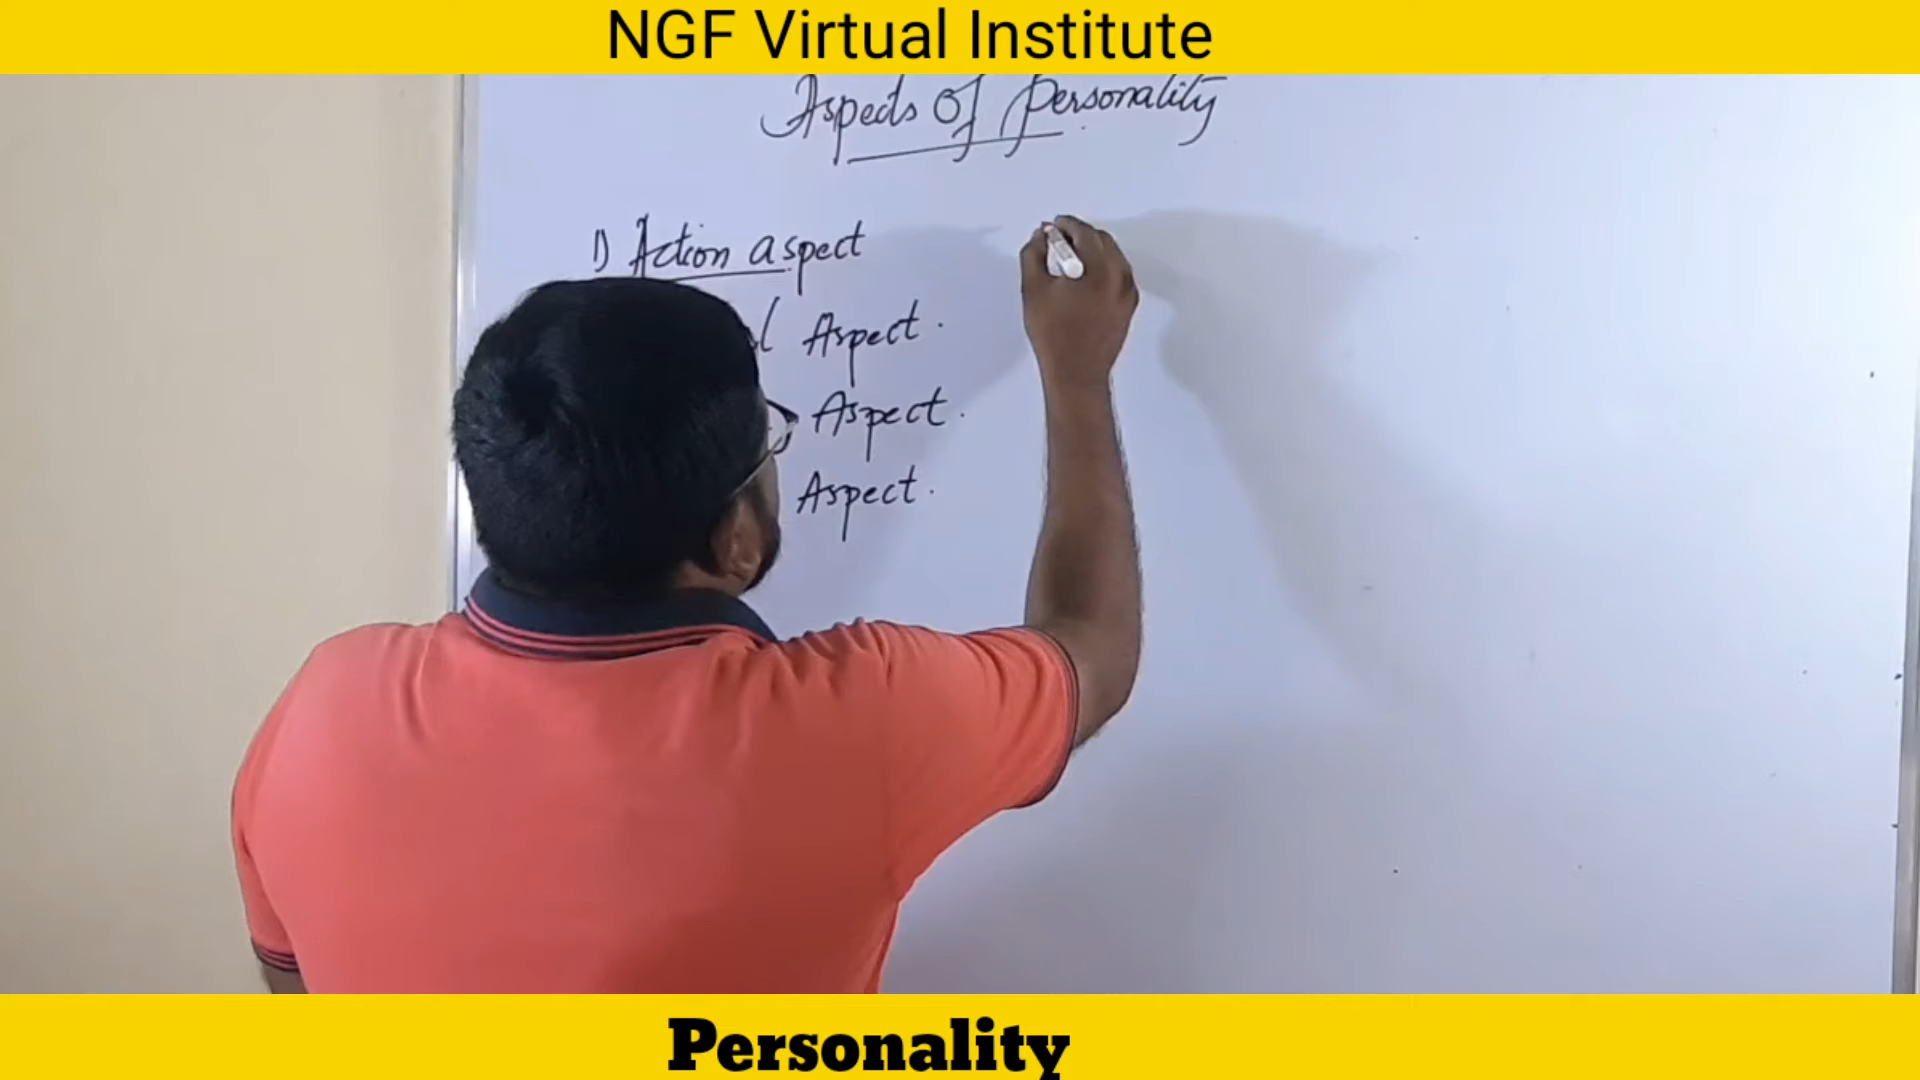 NGF Virtual Institute
Aspects Of Personality
1) Action aspect
Aspect.
Aspect.
Aspect.
Personality